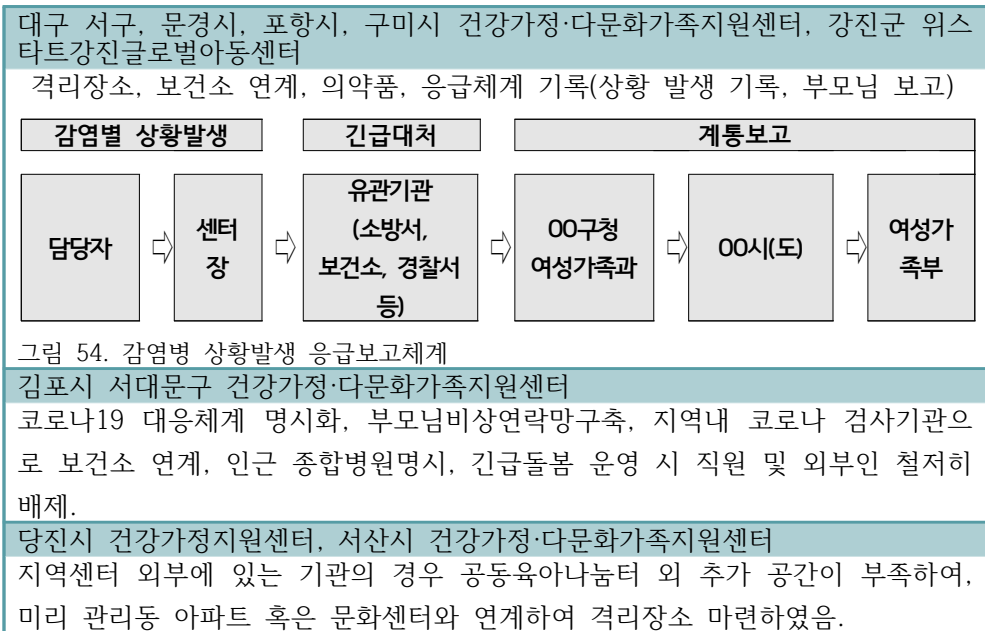 대구 서구, 문경시, 포항시, 구미시 건강가정·다문화가족지원센터, 강진군 위스
타트강진글로벌아동센터
격리장소, 보건소 연계, 의약품, 응급체계 기록(상황 발생 기록, 부모님 보고)
감염별 상황발생
긴급대처
계통보고
담당자
센터
장
유관기관
(소방서,
보건소, 경찰서
등)
00구청
여성가족과
00시(도)
여성가
족부
그림 54. 감염병 상황발생 응급보고체계
김포시 서대문구 건강가정·다문화가족지원센터
코로나19 대응체계 명시화, 부모님비상연락망구축, 지역내 코로나 검사기관으
로 보건소 연계, 인근 종합병원명시, 긴급돌봄 운영 시 직원 및 외부인 철저히
배제.
당진시 건강가정지원센터, 서산시 건강가정·다문화가족지원센터
지역센터 외부에 있는 기관의 경우 공동육아나눔터 외 추가 공간이 부족하여,
미리 관리동 아파트 혹은 문화센터와 연계하여 격리장소 마련하였음.